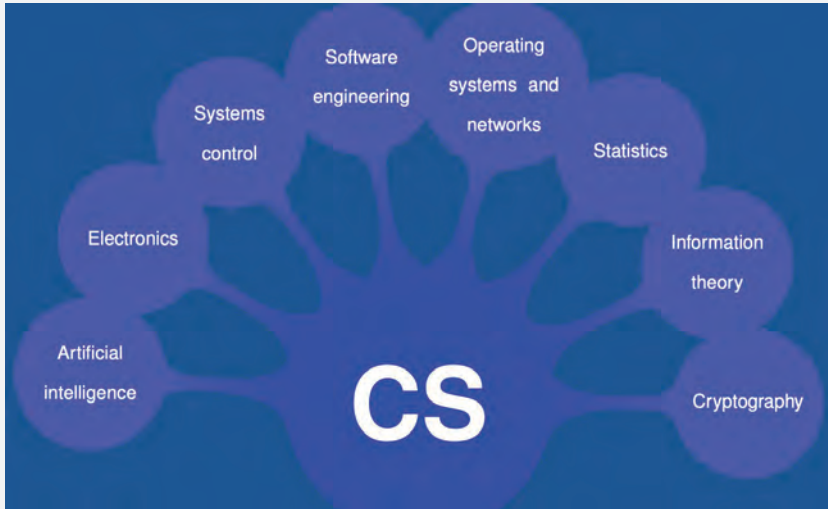 Artificial
intelligence
Electronics
Systems
control
Software
engineering
Operating
systems and
networks
Statistics
Information
theory
Cryptography
CS